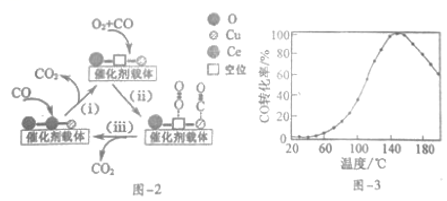 O₂+CO
O
Cu
Ce
空位
催化剂载体
CO₂
CO
(i)
(ii)
催化剂载体
(iii)
催化剂载体
O
O
O
C
CO₂
图-2
CO转化率/%
100
80
60
40
20
0
20 60 100 140 180
温度/℃
图-3